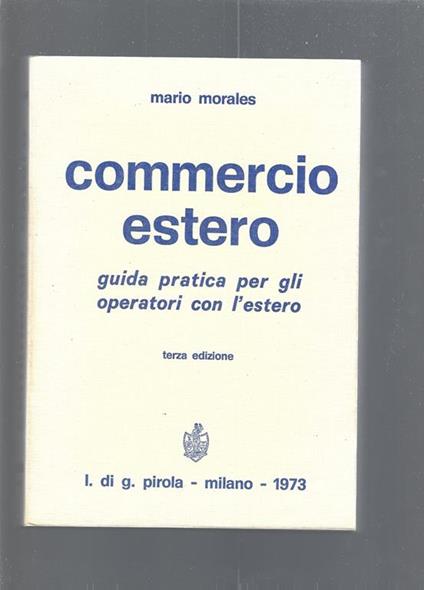 mario morales
commercio
estero
guida pratica per gli
operatori con l'estero
terza edizione
l. di g. pirola - milano - 1973